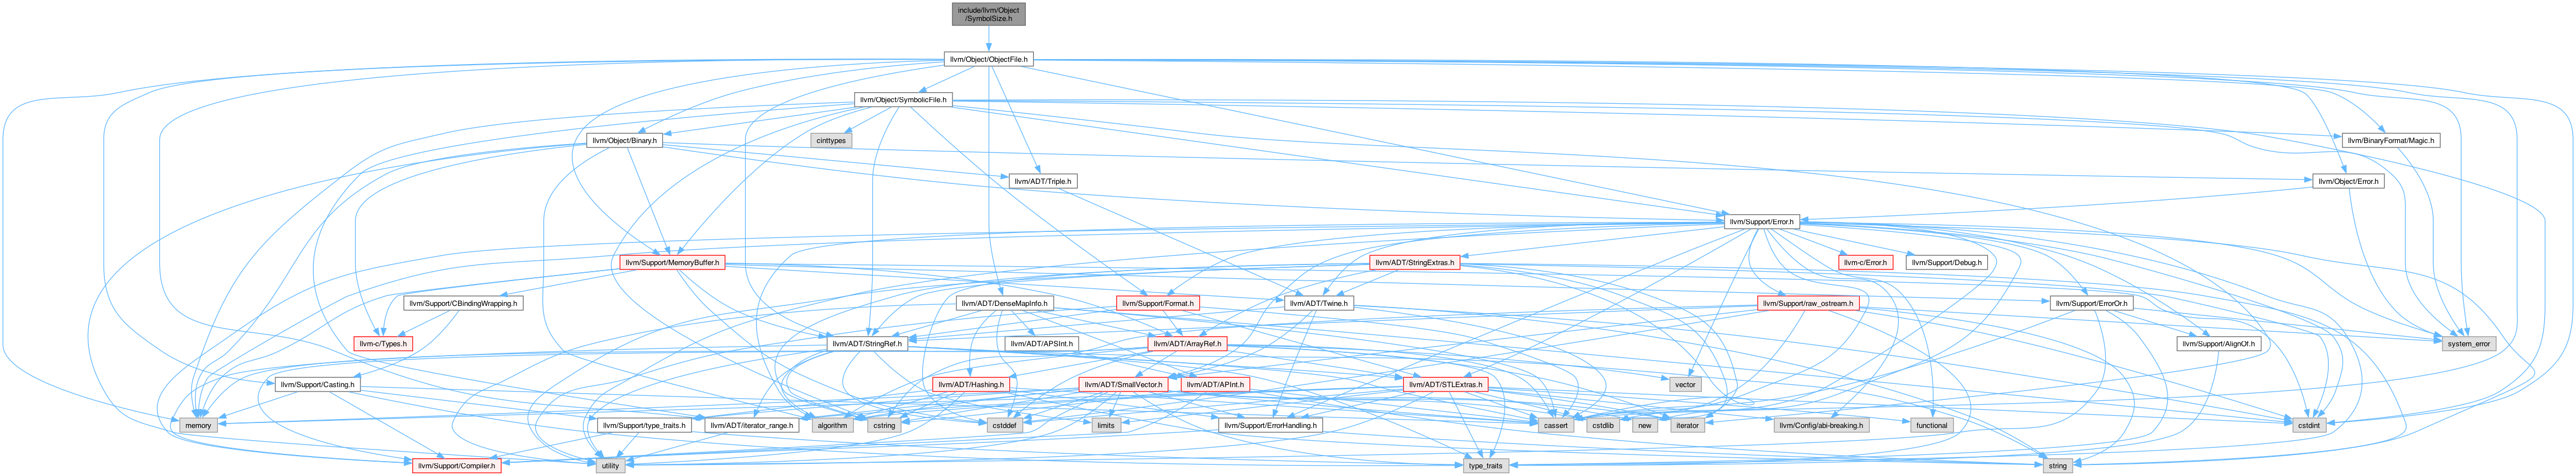 include/llvm/Object
/SymbolSize.h
llvm/Object/ObjectFile.h
llvm/Object/SymbolicFile.h
llvm/Object/Binary.h
cinttypes
llvm/BinaryFormat/Magic.h
llvm/ADT/Triple.h
llvm/Object/Error.h
llvm/Support/Error.h
llvm/Support/MemoryBuffer.h
llvm/ADT/StringExtras.h
llvm-c/Error.h
llvm/Support/Debug.h
llvm/Support/CBindingWrapping.h
llvm/ADT/DenseMapInfo.h
llvm/Support/Format.h
llvm/ADT/Twine.h
llvm/Support/raw_ostream.h
llvm/Support/ErrorOr.h
llvm-c/Types.h
llvm/ADT/StringRef.h
llvm/ADT/APSInt.h
llvm/ADT/ArrayRef.h
llvm/Support/AlignOf.h
system_error
llvm/Support/Casting.h
llvm/ADT/Hashing.h
llvm/ADT/SmallVector.h
llvm/ADT/APInt.h
llvm/ADT/STLExtras.h
vector
memory
llvm/Support/type_traits.h
llvm/ADT/iterator_range.h
algorithm
cstring
cstddef
limits
llvm/Support/ErrorHandling.h
cassert
cstdlib
new
iterator
llvm/Config/abi-breaking.h
functional
cstdint
llvm/Support/Compiler.h
utility
type_traits
string